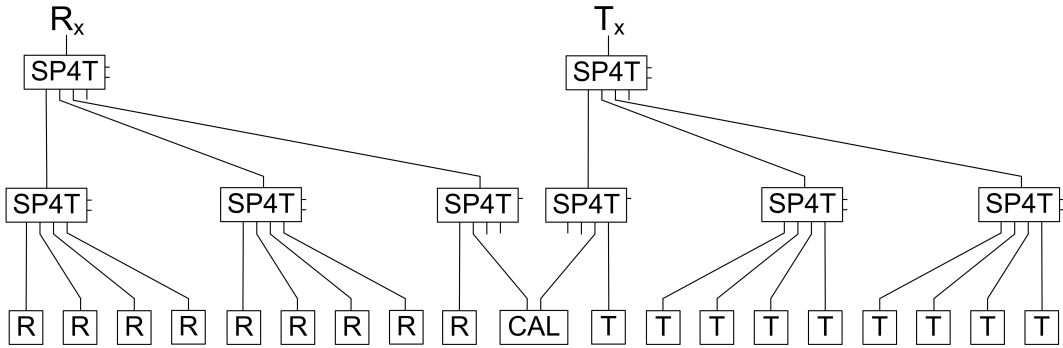 Rx Tx
SP4T SP4T
SP4T SP4T SP4T SP4T SP4T SP4T
R R R R R R R R R CAL T T T T T T T T T